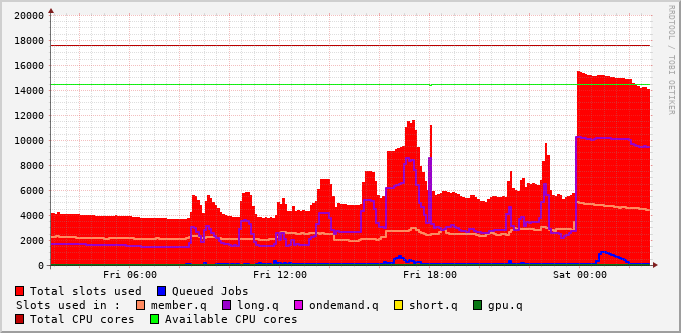 20000
18000
16000
14000
12000
10000
8000
6000
4000
2000
0
Fri 06:00 Fri 12:00 Fri 18:00 Sat 00:00
RRDTOOL / TOBI OETIKER
Total slots used Queued Jobs
Slots used in : member.q long.q ondemand.q short.q gpu.q
Total CPU cores Available CPU cores